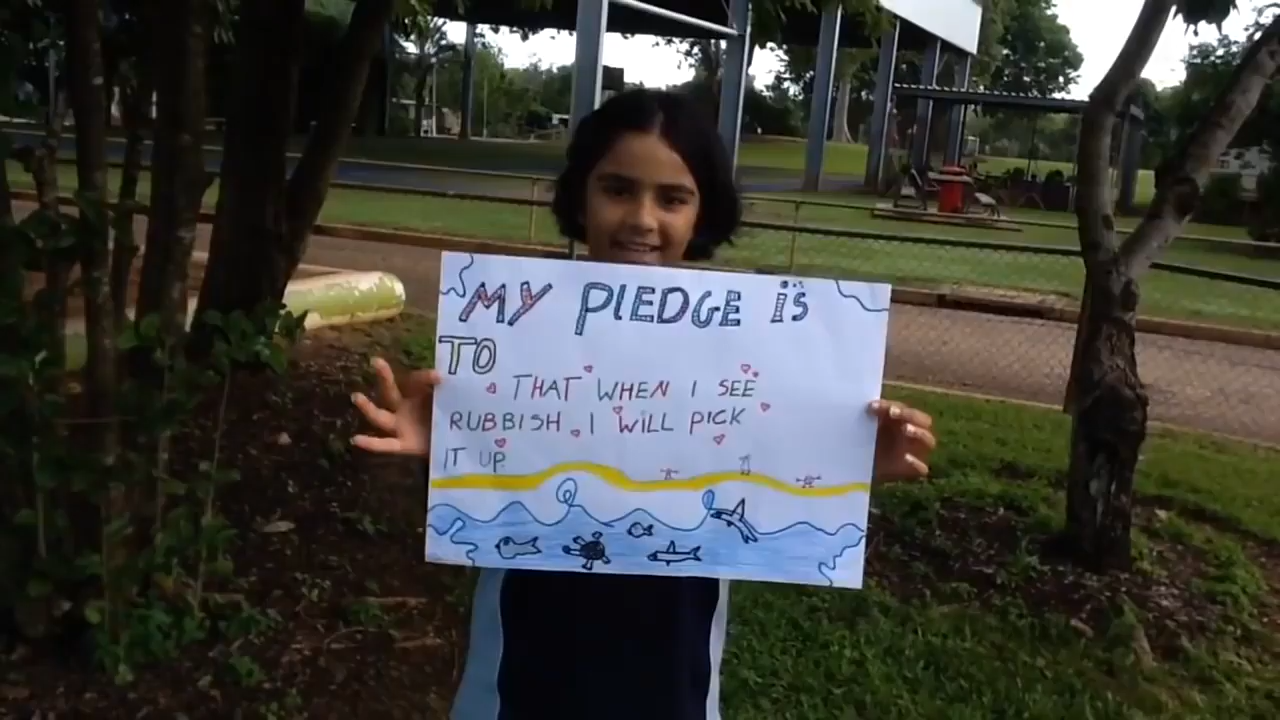 MY PlEDGE iS
TO
THAT WHEN I SEE
RUBBISH I WILL PICK
IT UP